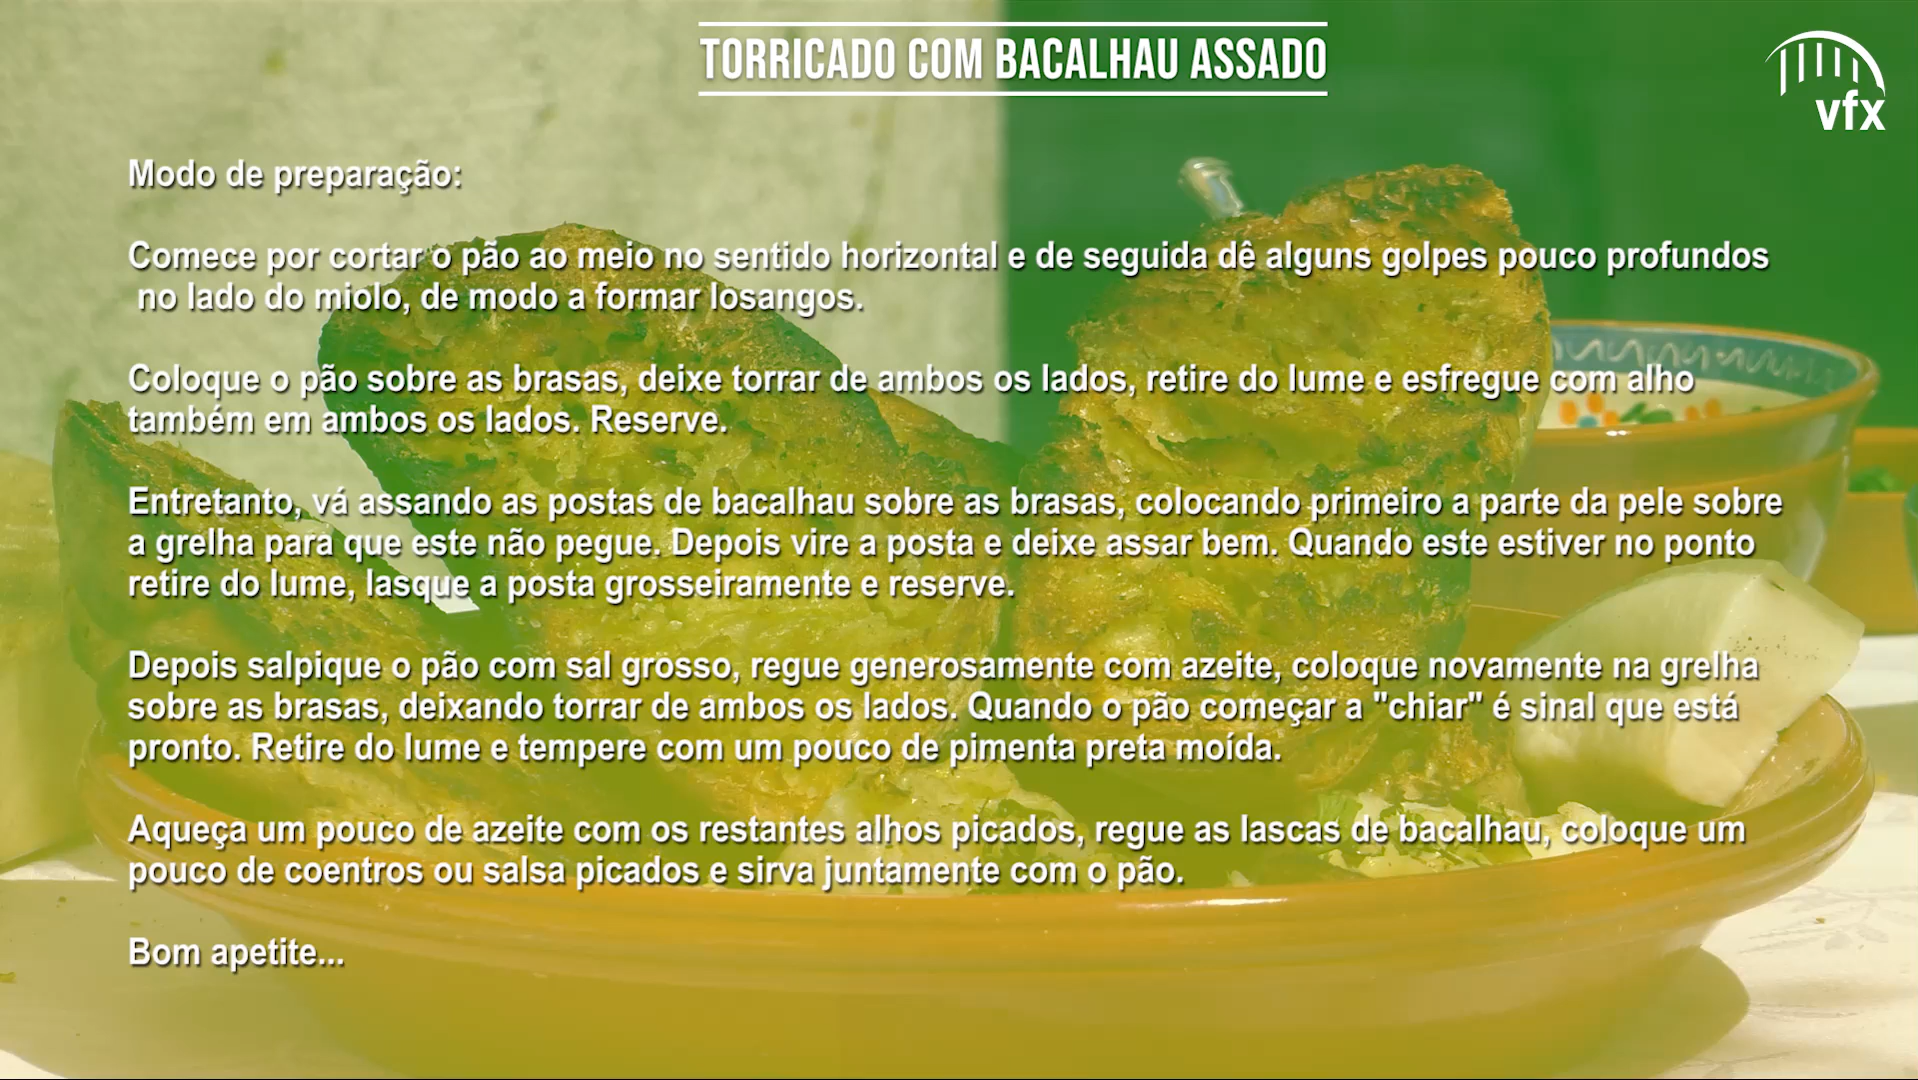 TORRICADO COM BACALHAU ASSADO
vfx
Modo de preparação:
Comece por cortar o pão ao meio no sentido horizontal e de seguida dê alguns golpes pouco profundos
no lado do miolo, de modo a formar losangos.
Coloque o pão sobre as brasas, deixe torrar de ambos os lados, retire do lume e esfregue com alho
também em ambos os lados. Reserve.
Entretanto, vá assando as postas de bacalhau sobre as brasas, colocando primeiro a parte da pele sobre
a grelha para que este não pegue. Depois vire a posta e deixe assar bem. Quando este estiver no ponto
retire do lume, lasque a posta grosseiramente e reserve.
Depois salpique o pão com sal grosso, regue generosamente com azeite, coloque novamente na grelha
sobre as brasas, deixando torrar de ambos os lados. Quando o pão começar a "chiar" é sinal que está
pronto. Retire do lume e tempere com um pouco de pimenta preta moída.
Aqueça um pouco de azeite com os restantes alhos picados, regue as lascas de bacalhau, coloque um
pouco de coentros ou salsa picados e sirva juntamente com o pão.
Bom apetite...